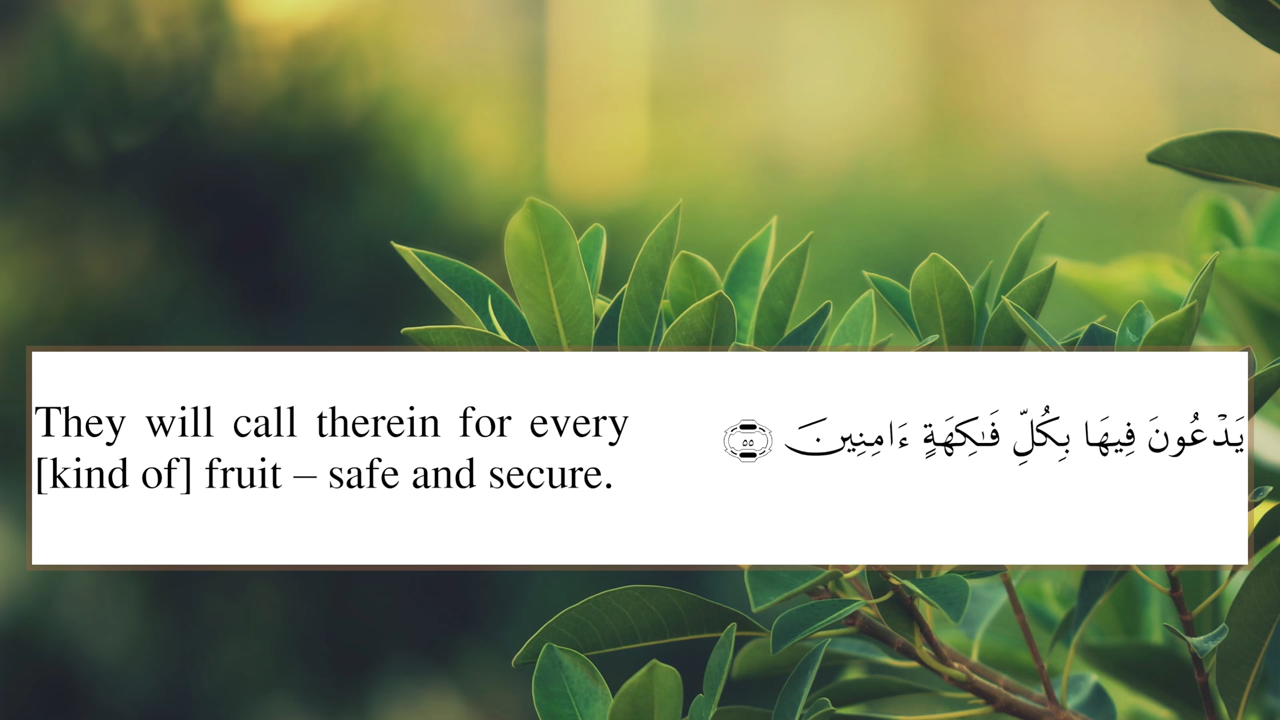 They will call therein for every
[kind of] fruit – safe and secure.
يَدْعُونَ فِيهَا بِكُلِّ فَـٰكِهَةٍ ءَامِنِينَ ٥٥